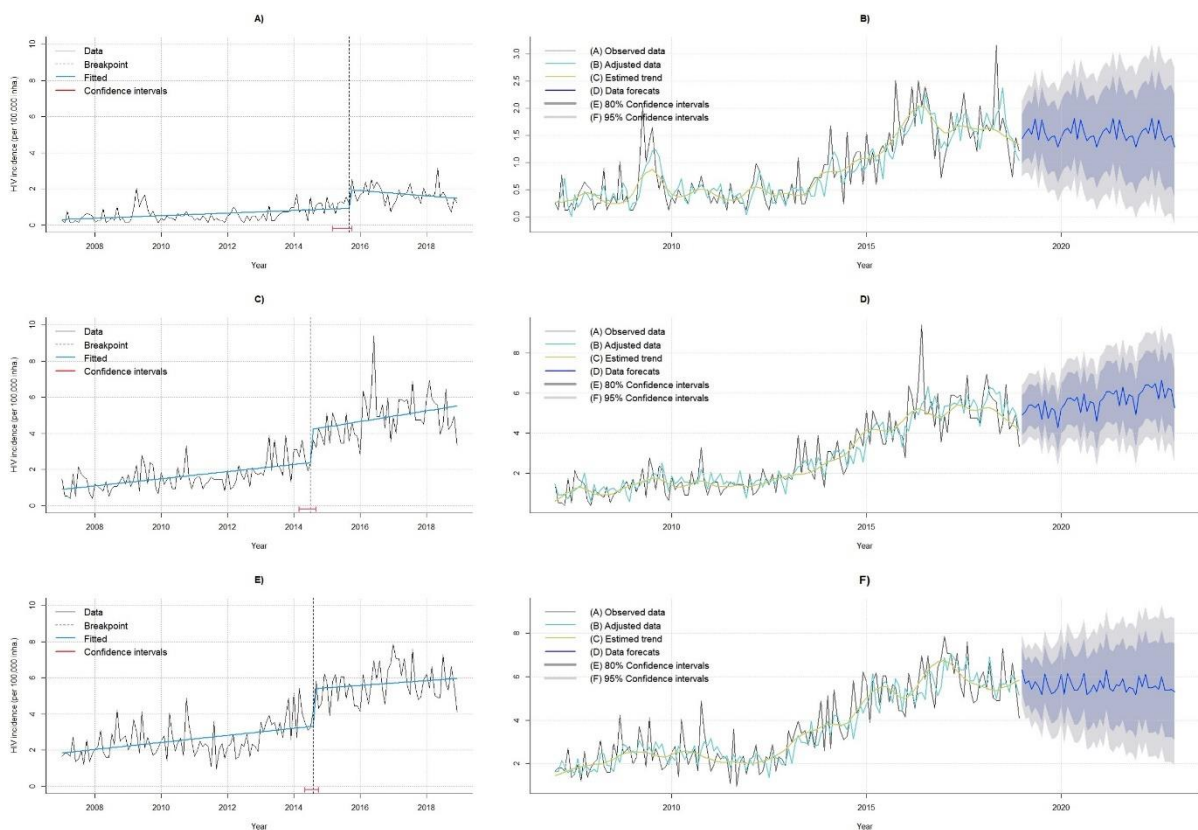 A)
HIV incidence (per 100,000 inha.)
10
8
6
4
2
0
Data
Breakpoint
Fitted
Confidence intervals
2008
2010
2012
2014
2016
2018
Year
B)
3.0
2.5
2.0
1.5
1.0
0.5
0.0
(A) Observed data
(B) Adjusted data
(C) Estimed trend
(D) Data forecasts
(E) 80% Confidence intervals
(F) 95% Confidence intervals
2010
2015
2020
Year
C)
HIV incidence (per 100,000 inha.)
10
8
6
4
2
0
Data
Breakpoint
Fitted
Confidence intervals
2008
2010
2012
2014
2016
2018
Year
D)
8
6
4
2
(A) Observed data
(B) Adjusted data
(C) Estimed trend
(D) Data forecasts
(E) 80% Confidence intervals
(F) 95% Confidence intervals
2010
2015
2020
Year
E)
HIV incidence (per 100,000 inha.)
10
8
6
4
2
0
Data
Breakpoint
Fitted
Confidence intervals
2008
2010
2012
2014
2016
2018
Year
F)
8
6
4
2
(A) Observed data
(B) Adjusted data
(C) Estimed trend
(D) Data forecasts
(E) 80% Confidence intervals
(F) 95% Confidence intervals
2010
2015
2020
Year